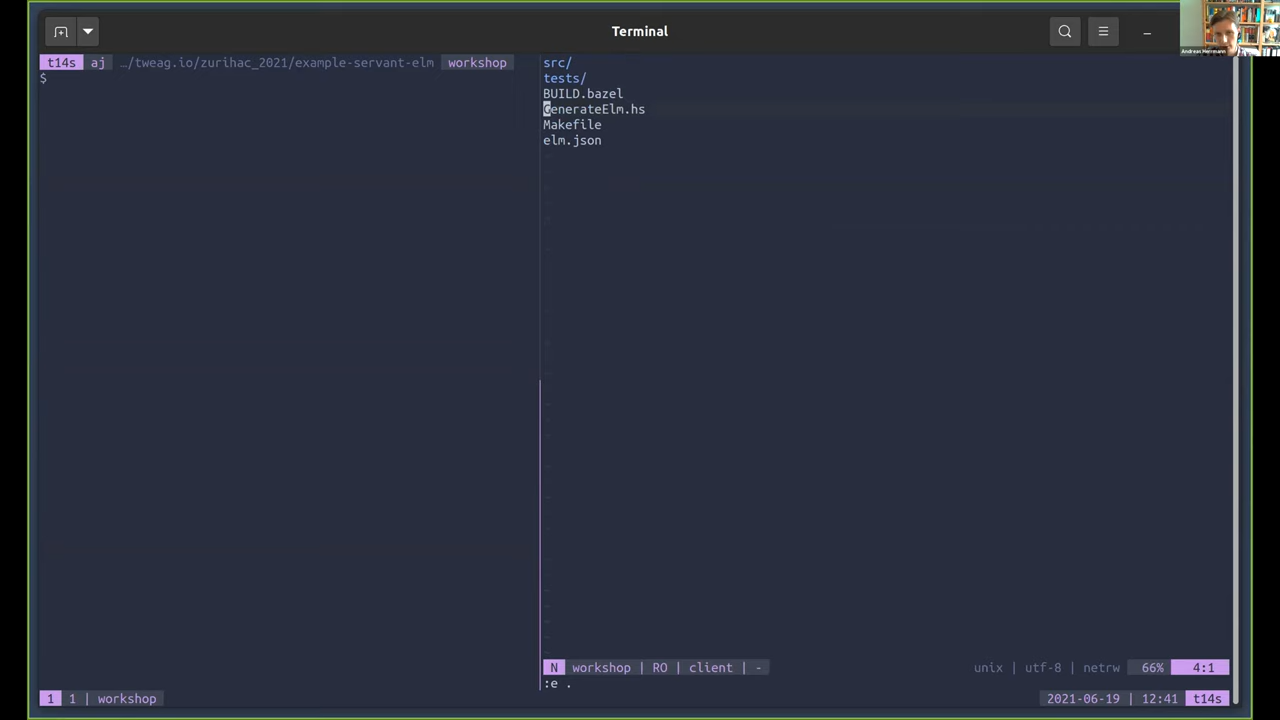 Terminal
Andreas Herrmann
t14s aj …/tweag.io/zurihac_2021/example-servant-elm workshop
$
src/
tests/
BUILD.bazel
GenerateElm.hs
Makefile
elm.json
N workshop | RO | client | - unix | utf-8 | netrw 66% 4:1
:e .
1 1 | workshop 2021-06-19 | 12:41 t14s